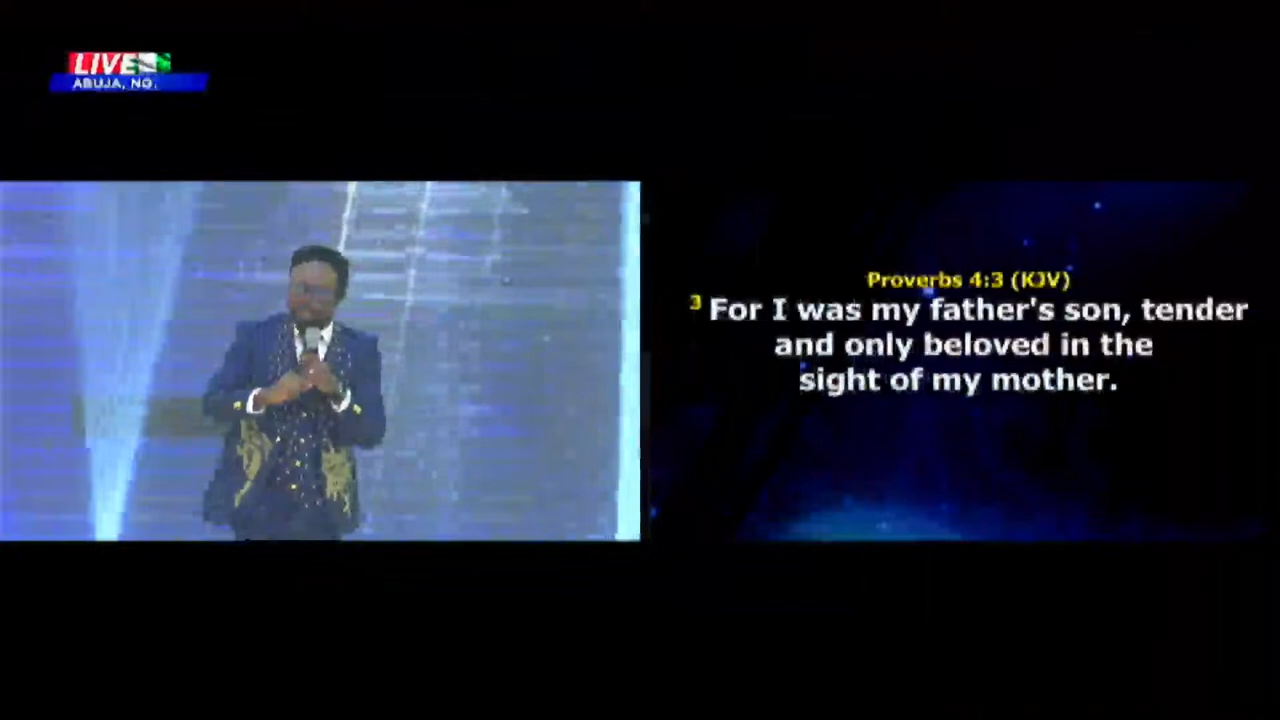 LIVE
ABUJA, NG.
Proverbs 4:3 (KJV)
3 For I was my father's son, tender
and only beloved in the
sight of my mother.